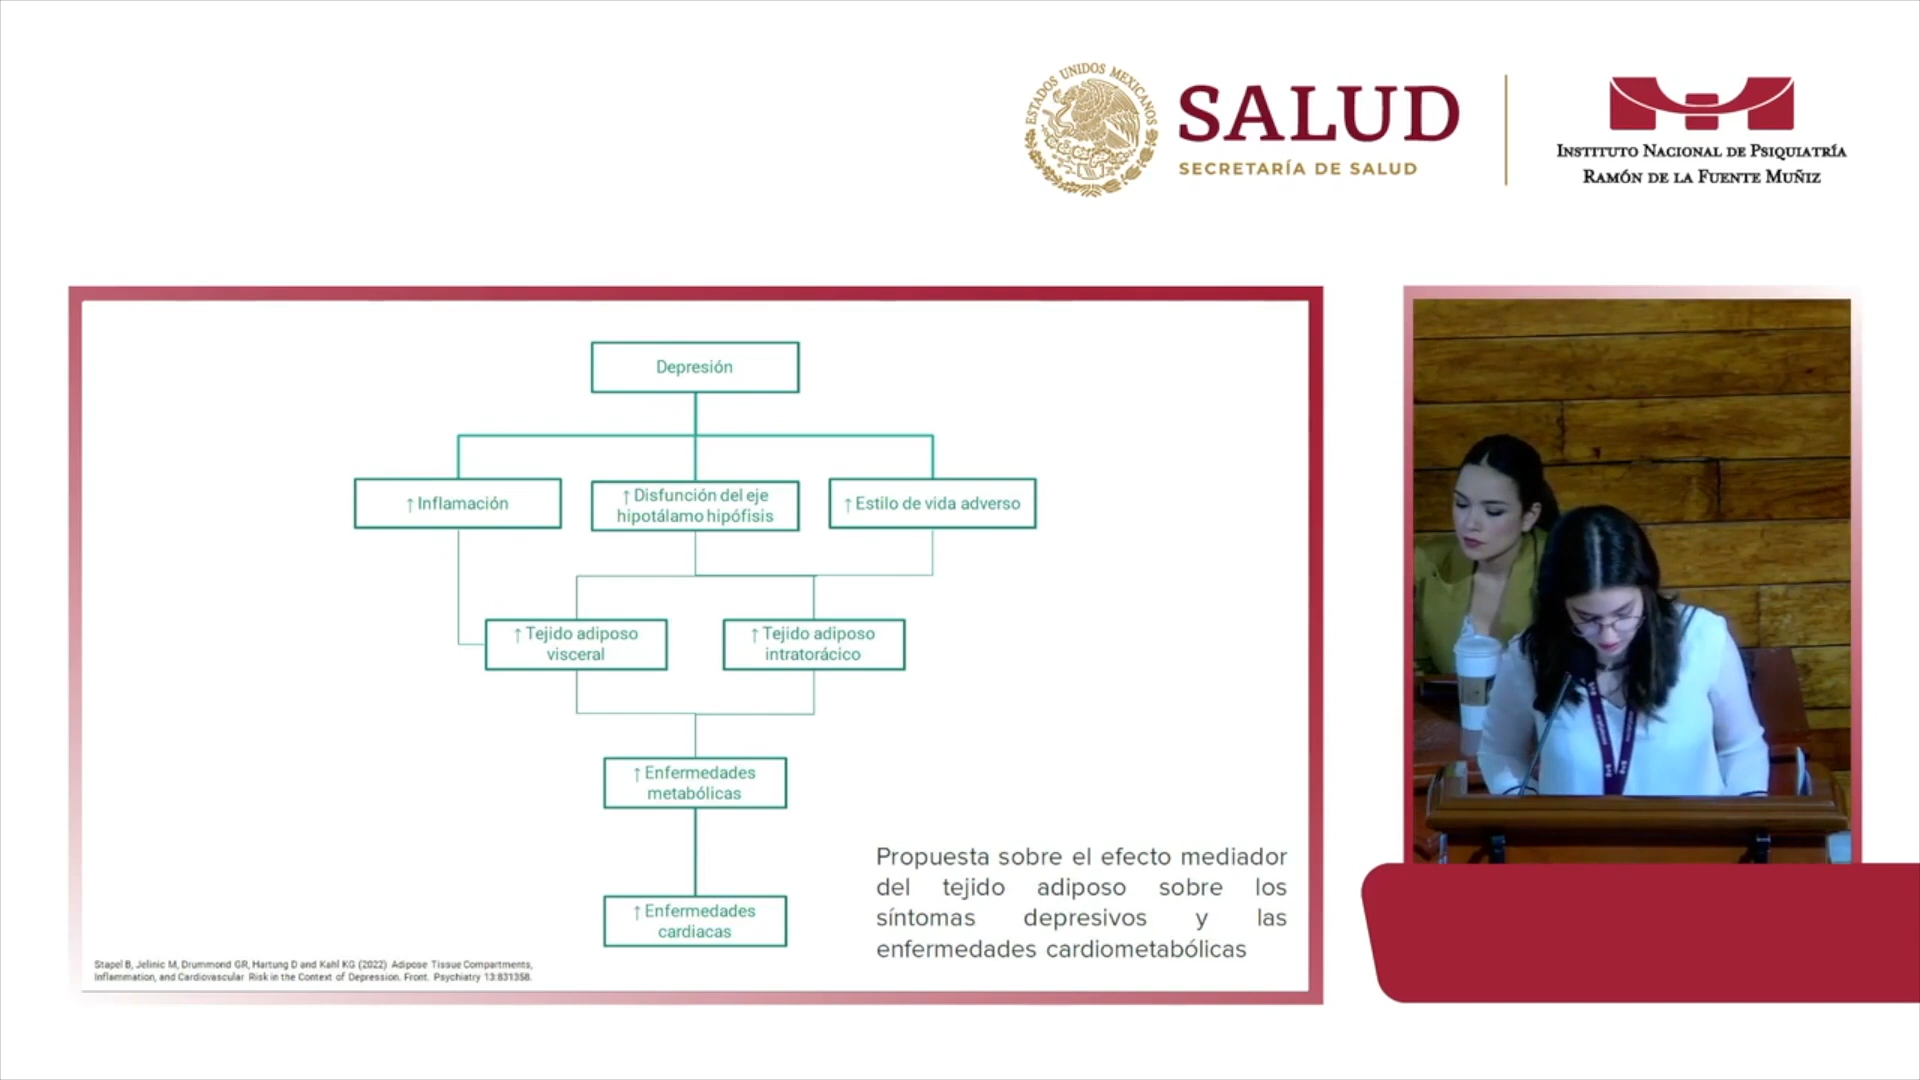 ESTADOS UNIDOS MEXICANOS
SALUD
SECRETARÍA DE SALUD
INSTITUTO NACIONAL DE PSIQUIATRÍA
RAMÓN DE LA FUENTE MUÑIZ
Depresión
↑ Inflamación
↑ Disfunción del eje
hipotálamo hipófisis
↑ Estilo de vida adverso
↑ Tejido adiposo
visceral
↑ Tejido adiposo
intratorácico
↑ Enfermedades
metabólicas
↑ Enfermedades
cardiacas
Propuesta sobre el efecto mediador
del tejido adiposo sobre los
síntomas depresivos y las
enfermedades cardiometabólicas
Stapel B, Jelinic M, Drummond GR, Hartung D and Kahl KG (2022) Adipose Tissue Compartments,
Inflammation, and Cardiovascular Risk in the Context of Depression. Front. Psychiatry 13:831358.